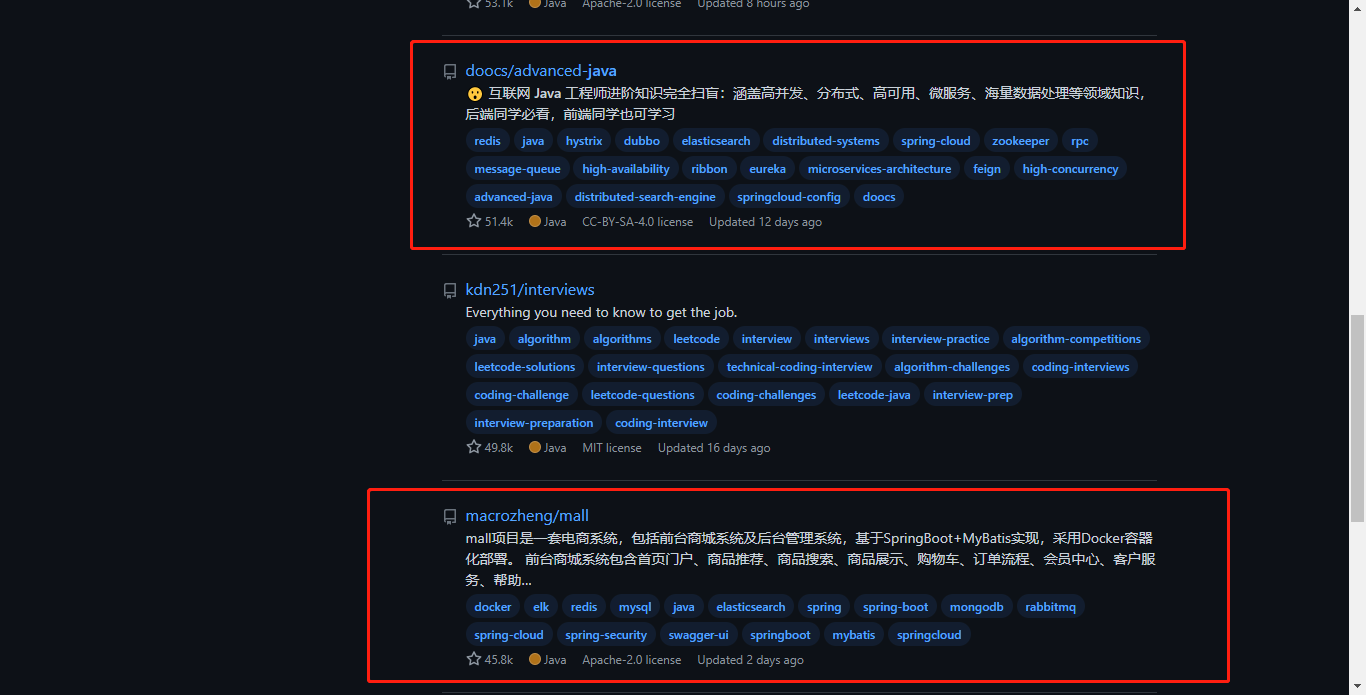 53.1k Java Apache-2.0 license Updated 8 hours ago
doocs/advanced-java
😮 互联网 Java 工程师进阶知识完全扫盲：涵盖高并发、分布式、高可用、微服务、海量数据处理等领域知识，
后端同学必看，前端同学也可学习
redis java hystrix dubbo elasticsearch distributed-systems spring-cloud zookeeper rpc
message-queue high-availability ribbon eureka microservices-architecture feign high-concurrency
advanced-java distributed-search-engine springcloud-config doocs
51.4k Java CC-BY-SA-4.0 license Updated 12 days ago
kdn251/interviews
Everything you need to know to get the job.
java algorithm algorithms leetcode interview interviews interview-practice algorithm-competitions
leetcode-solutions interview-questions technical-coding-interview algorithm-challenges coding-interviews
coding-challenge leetcode-questions coding-challenges leetcode-java interview-prep
interview-preparation coding-interview
49.8k Java MIT license Updated 16 days ago
macrozheng/mall
mall项目是一套电商系统，包括前台商城系统及后台管理系统，基于SpringBoot+MyBatis实现，采用Docker容器
化部署。 前台商城系统包含首页门户、商品推荐、商品搜索、商品展示、购物车、订单流程、会员中心、客户服
务、帮助...
docker elk redis mysql java elasticsearch spring spring-boot mongodb rabbitmq
spring-cloud spring-security swagger-ui springboot mybatis springcloud
45.8k Java Apache-2.0 license Updated 2 days ago